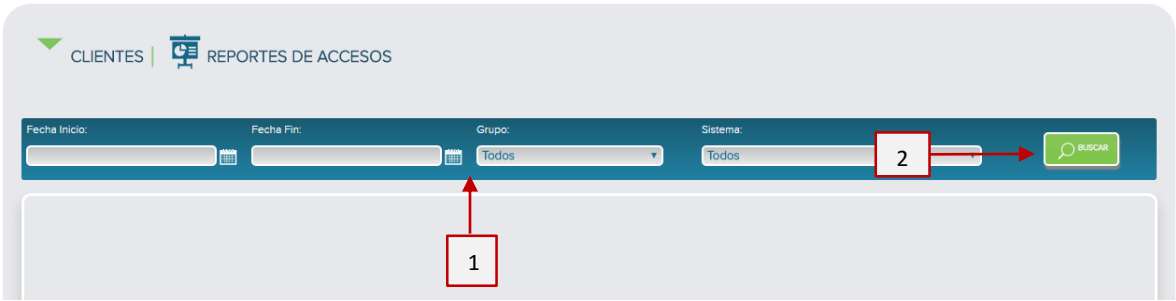 CLIENTES | REPORTES DE ACCESOS
Fecha Inicio: Fecha Fin: Grupo: Sistema:
Todos Todos BUSCAR
2
1